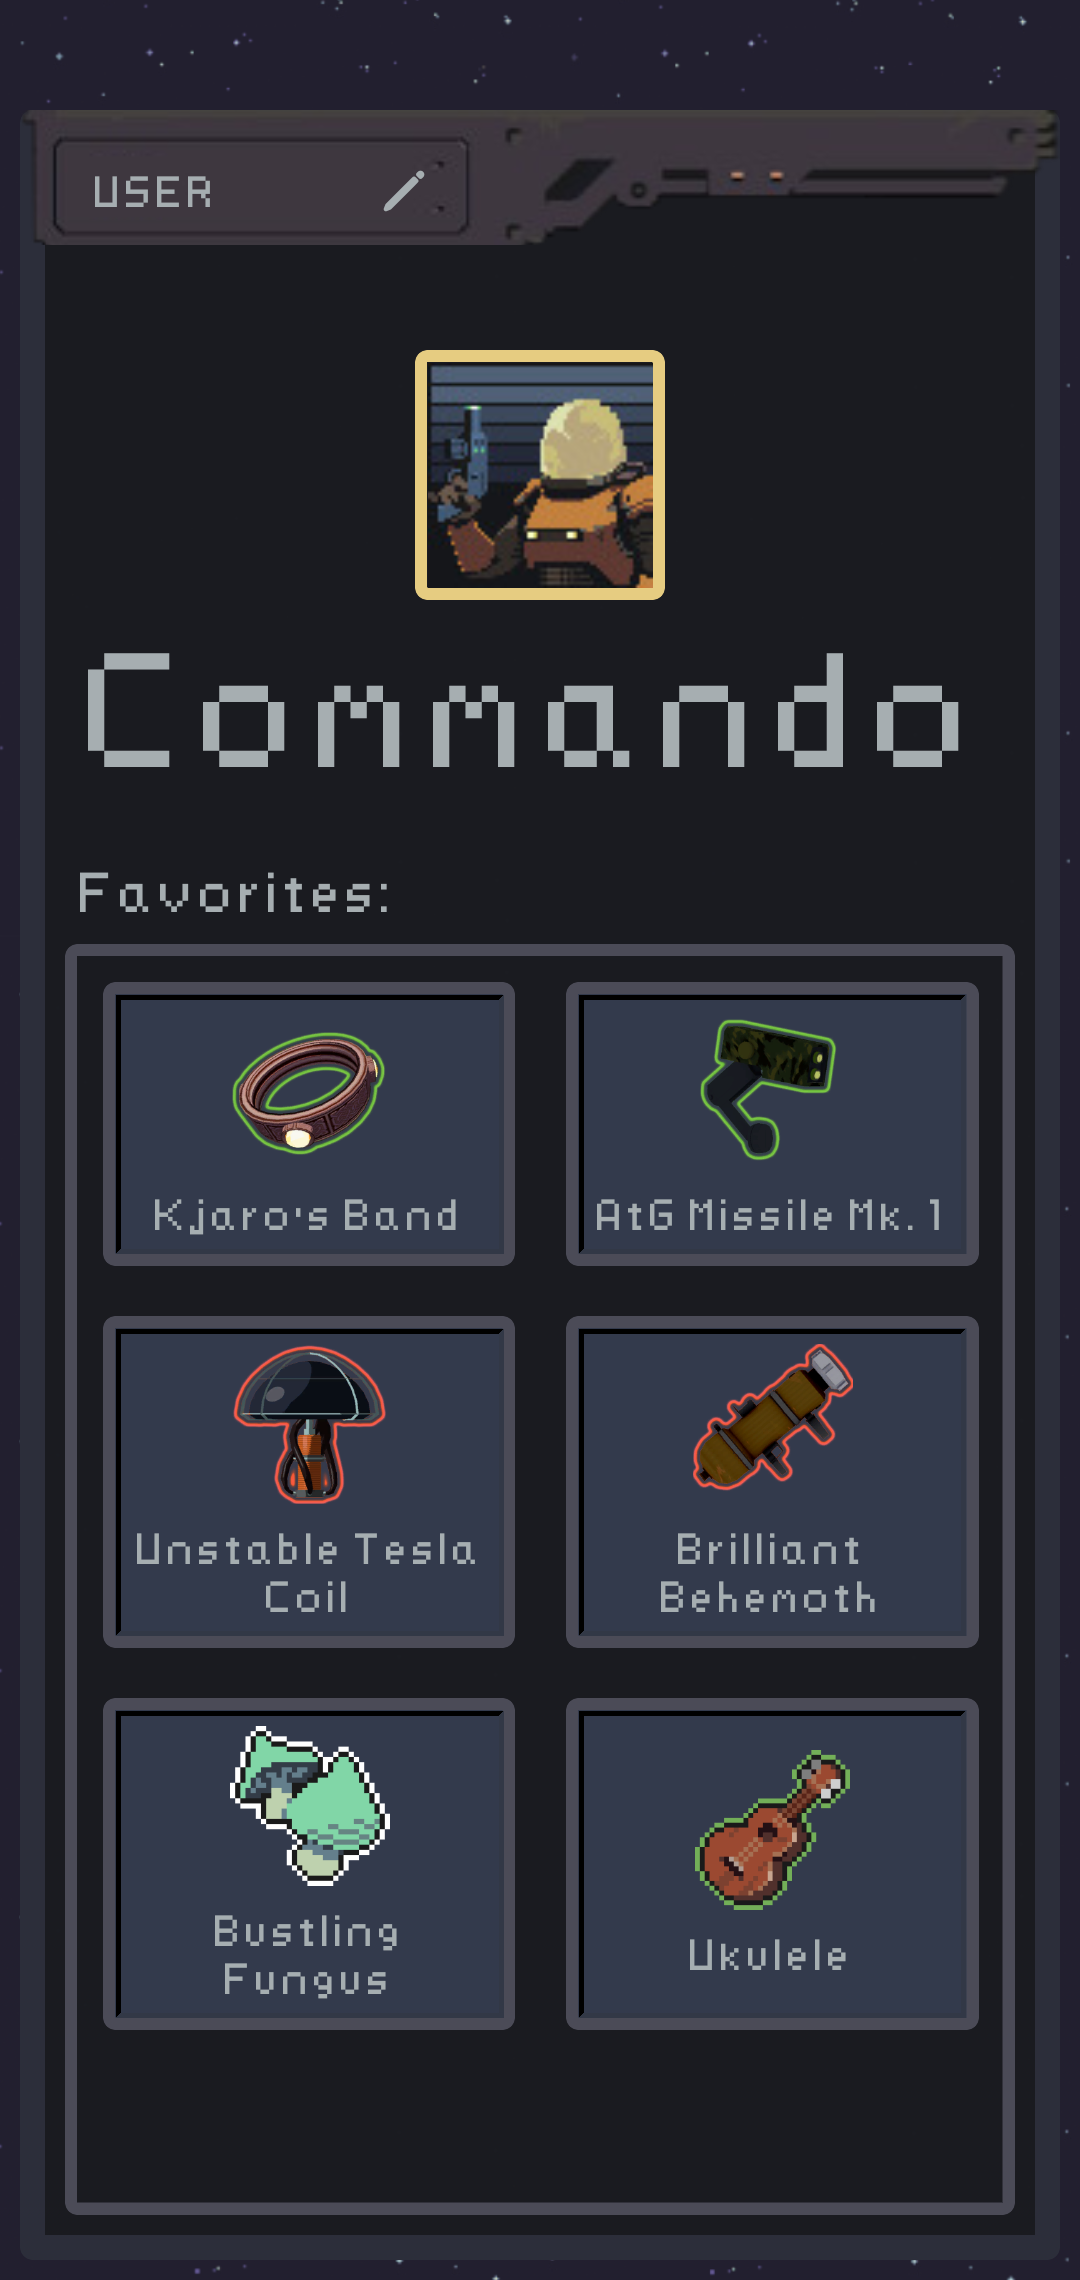 USER
Commando
Favorites:
Kjaro's Band
AtG Missile Mk. 1
Unstable Tesla
Coil
Brilliant
Behemoth
Bustling
Fungus
Ukulele